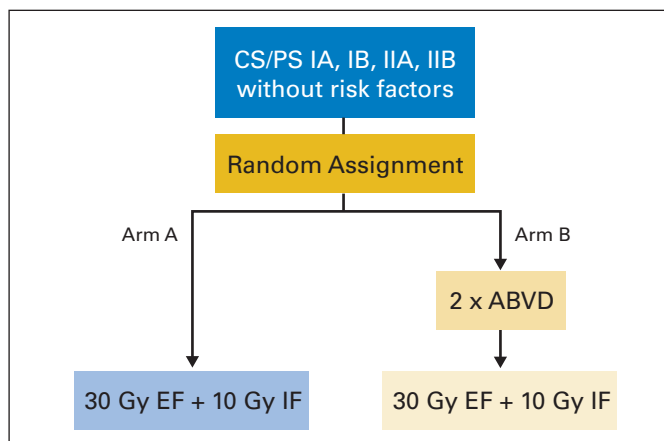 CS/PS IA, IB, IIA, IIB
without risk factors
Random Assignment
Arm A
Arm B
2 x ABVD
30 Gy EF + 10 Gy IF
30 Gy EF + 10 Gy IF